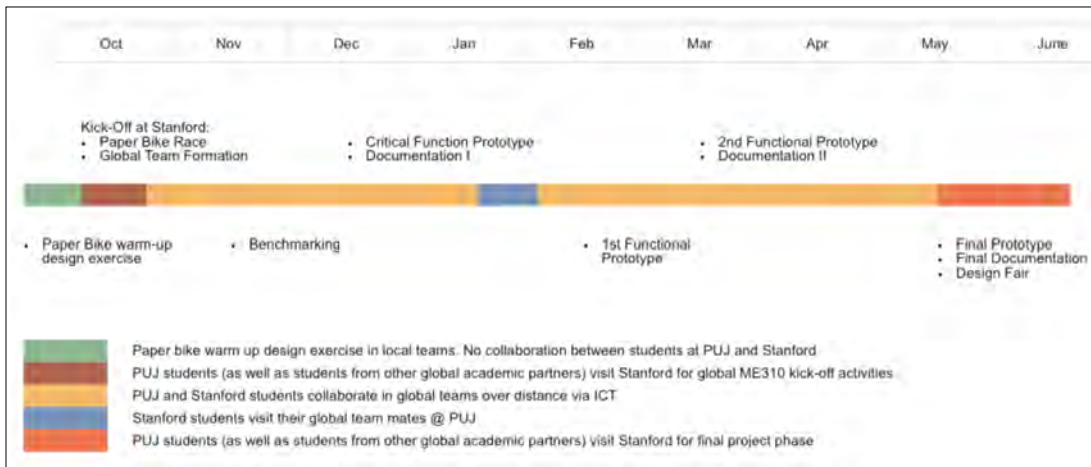 Oct Nov Dec Jan Feb Mar Apr May June
Kick-Off at Stanford:
• Paper Bike Race
• Global Team Formation
• Critical Function Prototype
• Documentation I
• 2nd Functional Prototype
• Documentation II
• Paper Bike warm-up
design exercise
• Benchmarking
• 1st Functional
Prototype
• Final Prototype
• Final Documentation
• Design Fair
Paper bike warm up design exercise in local teams. No collaboration between students at PUJ and Stanford
PUJ students (as well as students from other global academic partners) visit Stanford for global ME310 kick-off activities
PUJ and Stanford students collaborate in global teams over distance via ICT
Stanford students visit their global team mates @ PUJ
PUJ students (as well as students from other global academic partners) visit Stanford for final project phase